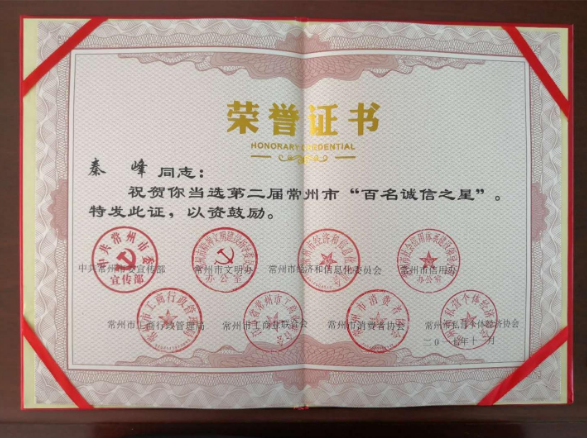 荣誉证书
HONORARY CREDENTIAL
秦峰 同志：
祝贺你当选第二届常州市“百名诚信之星”。
特发此证，以资鼓励。
中共常州市委宣传部 常州市文明办 常州市经济和信息化委员会 常州市信用办
常州市工商行政管理局 常州市工商业联合会 常州市消费者协会 常州市私营个体经济协会
十一月